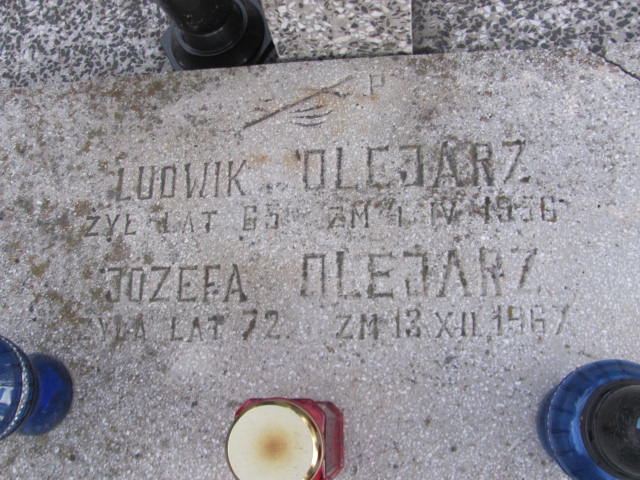 P
LUDWIK OLEJARZ
ŻYŁ LAT 65 ZM 1. IV 1956
JÓZEFA OLEJARZ
ŻYŁA LAT 72. ZM 13 XII. 1967